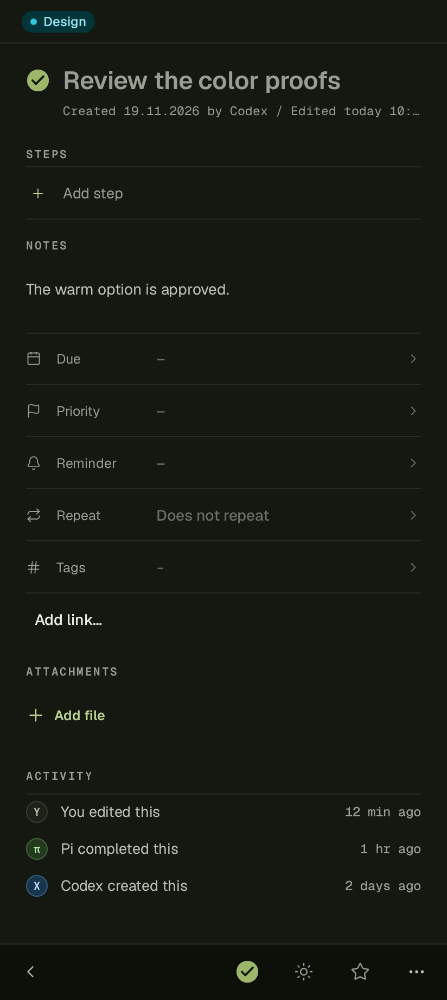 Design
Review the color proofs
Created 19.11.2026 by Codex / Edited today 10:…
STEPS
+ Add step
NOTES
The warm option is approved.
Due –
Priority –
Reminder –
Repeat Does not repeat
Tags –
Add link…
ATTACHMENTS
+ Add file
ACTIVITY
Y You edited this 12 min ago
π Pi completed this 1 hr ago
X Codex created this 2 days ago